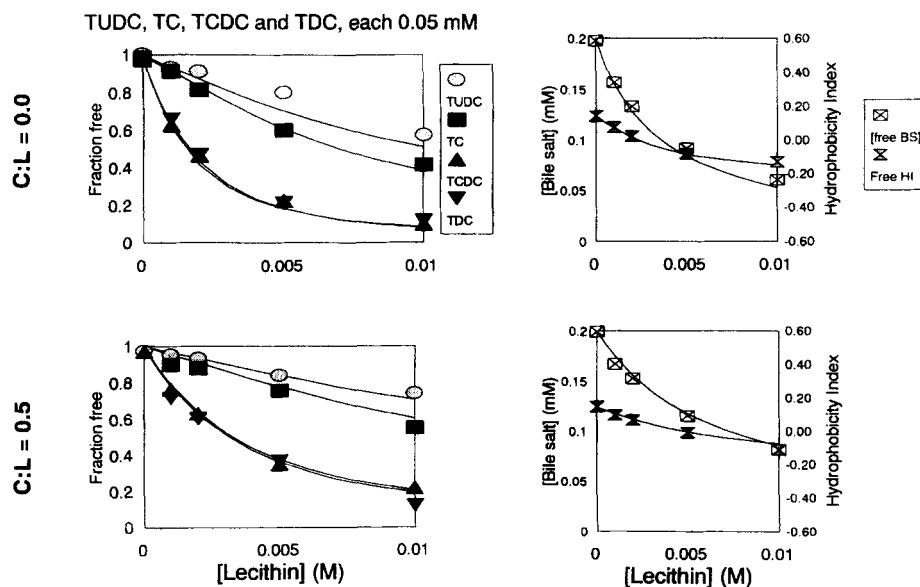 TUDC, TC, TCDC and TDC, each 0.05 mM
C:L = 0.0
Fraction free
1
0.8
0.6
0.4
0.2
0
0
0.005
0.01
TUDC
TC
TCDC
TDC
[Bile salt] (mM)
0.2
0.15
0.1
0.05
0
0
0.005
0.01
0.60
0.40
0.20
0.00
-0.20
-0.40
-0.60
Hydrophobicity Index
[free BS]
Free HI
C:L = 0.5
Fraction free
1
0.8
0.6
0.4
0.2
0
0
0.005
0.01
[Lecithin] (M)
[Bile salt] (mM)
0.2
0.15
0.1
0.05
0
0
0.005
0.01
0.60
0.40
0.20
0.00
-0.20
-0.40
-0.60
Hydrophobicity Index
[Lecithin] (M)